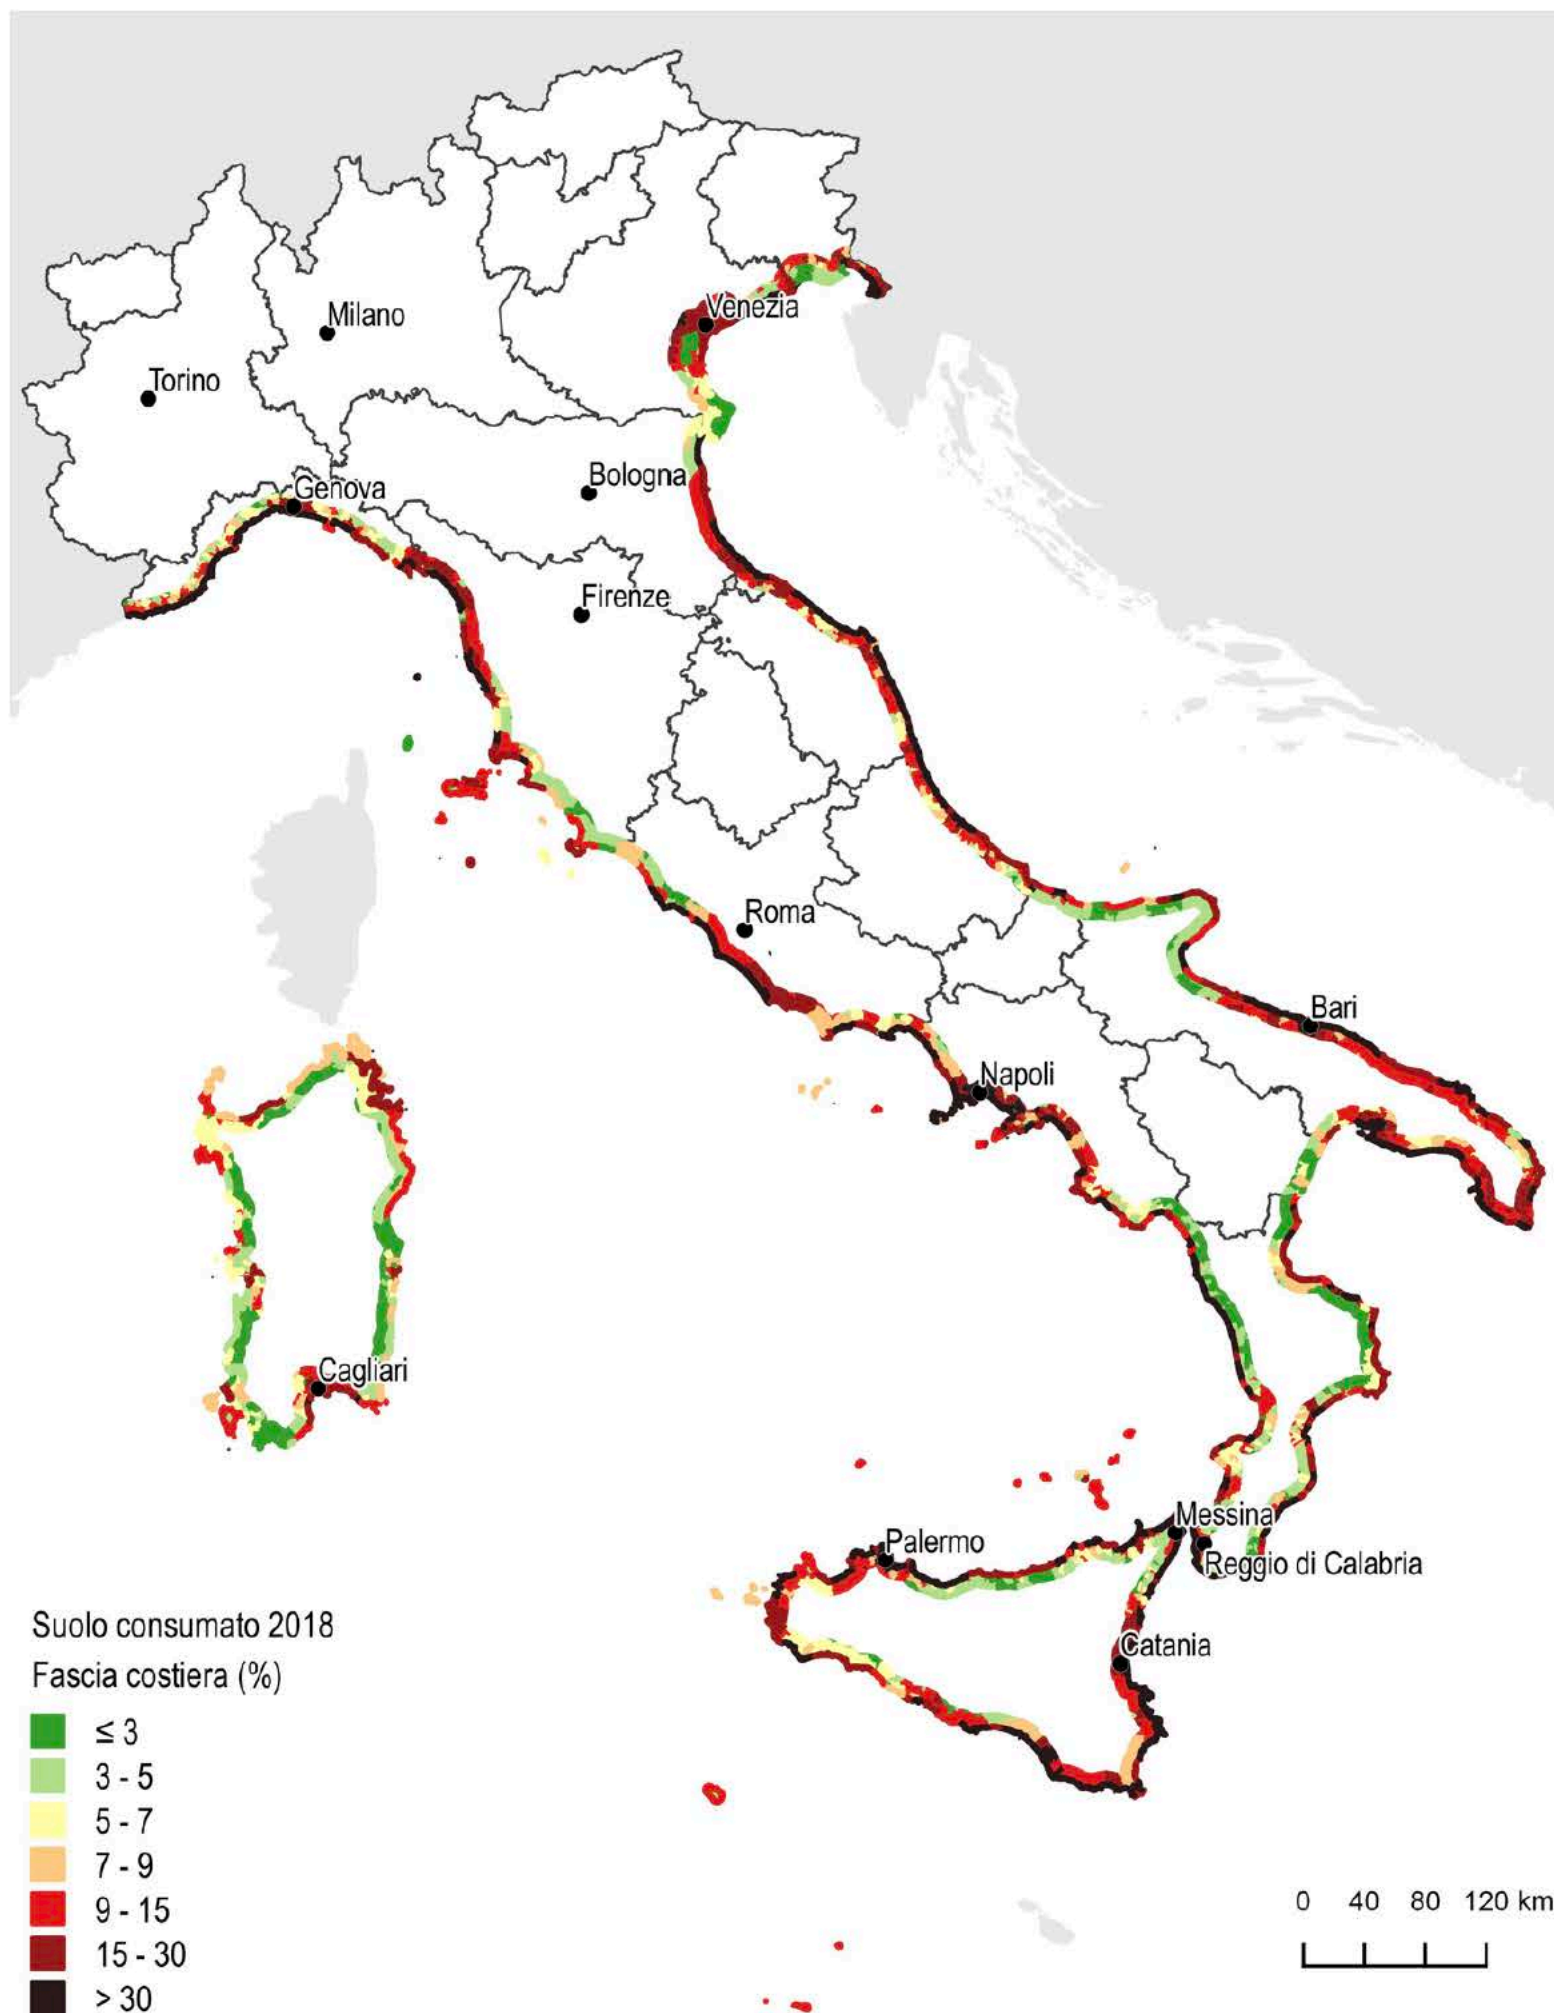 Venezia
Milano
Torino
Bologna
Genova
Firenze
Roma
Bari
Napoli
Cagliari
Messina
Palermo
Reggio di Calabria
Catania
Suolo consumato 2018
Fascia costiera (%)
≤ 3
3 - 5
5 - 7
7 - 9
9 - 15
15 - 30
> 30
0 40 80 120 km